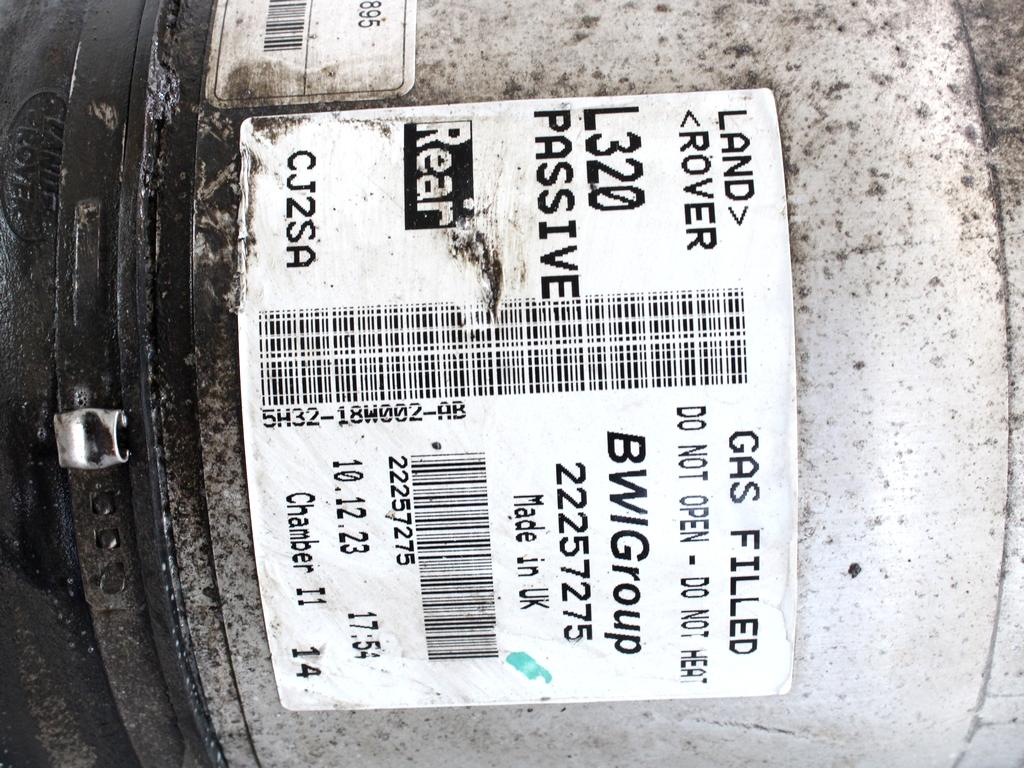 895
LAND>
<ROVER
L320
PASSIVE
Rear
CJ2SA
5H32-18W002-AB
GAS FILLED
DO NOT OPEN - DO NOT HEAT
BWIGroup
22257275
Made in UK
22257275
10.12.23 17:54
Chamber II 14